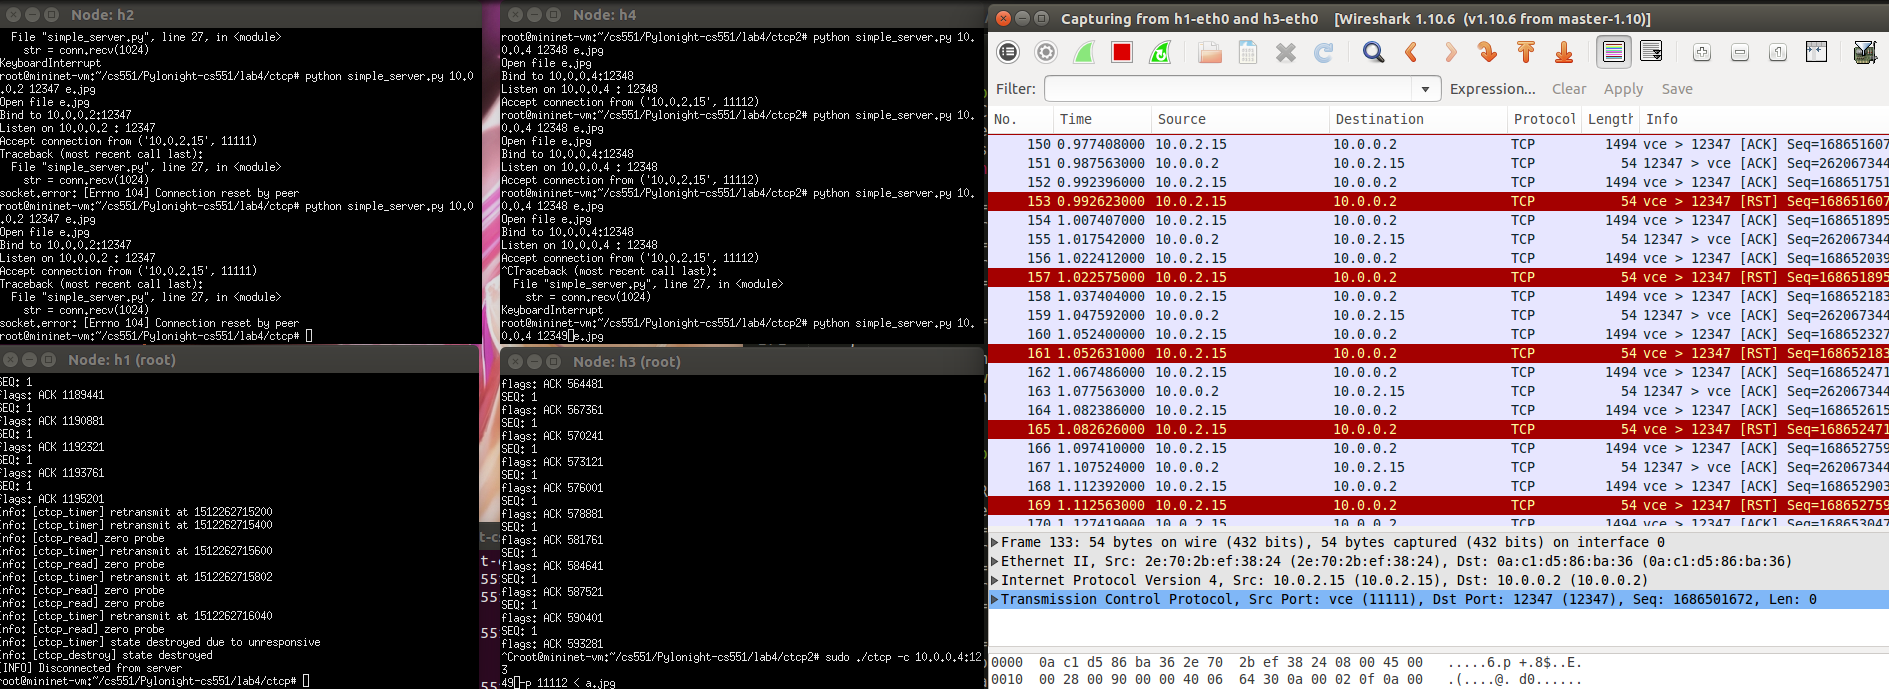 Node: h2
File "simple_server.py", line 27, in <module>
str = conn.recv(1024)
KeyboardInterrupt
root@mininet-vm:~/cs551/Pylonight-cs551/lab4/ctcp# python simple_server.py 10.0
.0.2 12347 e.jpg
Open file e.jpg
Bind to 10.0.0.2:12347
Listen on 10.0.0.2 : 12347
Accept connection from ('10.0.2.15', 11111)
Traceback (most recent call last):
File "simple_server.py", line 27, in <module>
str = conn.recv(1024)
socket.error: [Errno 104] Connection reset by peer
root@mininet-vm:~/cs551/Pylonight-cs551/lab4/ctcp# python simple_server.py 10.0
.0.2 12347 e.jpg
Open file e.jpg
Bind to 10.0.0.2:12347
Listen on 10.0.0.2 : 12347
Accept connection from ('10.0.2.15', 11111)
Traceback (most recent call last):
File "simple_server.py", line 27, in <module>
str = conn.recv(1024)
socket.error: [Errno 104] Connection reset by peer
root@mininet-vm:~/cs551/Pylonight-cs551/lab4/ctcp#
Node: h4
root@mininet-vm:~/cs551/Pylonight-cs551/lab4/ctcp2# python simple_server.py 10.
0.0.4 12348 e.jpg
Open file e.jpg
Bind to 10.0.0.4:12348
Listen on 10.0.0.4 : 12348
Accept connection from ('10.0.2.15', 11112)
root@mininet-vm:~/cs551/Pylonight-cs551/lab4/ctcp2# python simple_server.py 10.
0.0.4 12348 e.jpg
Open file e.jpg
Bind to 10.0.0.4:12348
Listen on 10.0.0.4 : 12348
Accept connection from ('10.0.2.15', 11112)
root@mininet-vm:~/cs551/Pylonight-cs551/lab4/ctcp2# python simple_server.py 10.
0.0.4 12348 e.jpg
Open file e.jpg
Bind to 10.0.0.4:12348
Listen on 10.0.0.4 : 12348
Accept connection from ('10.0.2.15', 11112)
^CTraceback (most recent call last):
File "simple_server.py", line 27, in <module>
str = conn.recv(1024)
KeyboardInterrupt
root@mininet-vm:~/cs551/Pylonight-cs551/lab4/ctcp2# python simple_server.py 10.
0.0.4 12349 e.jpg
Node: h1 (root)
SEQ: 1
flags: ACK 1189441
SEQ: 1
flags: ACK 1190881
SEQ: 1
flags: ACK 1192321
SEQ: 1
flags: ACK 1193761
SEQ: 1
flags: ACK 1195201
Info: [ctcp_timer] retransmit at 1512262715200
Info: [ctcp_timer] retransmit at 1512262715400
Info: [ctcp_read] zero probe
Info: [ctcp_timer] retransmit at 1512262715600
Info: [ctcp_read] zero probe
Info: [ctcp_timer] retransmit at 1512262715802
Info: [ctcp_read] zero probe
Info: [ctcp_read] zero probe
Info: [ctcp_timer] retransmit at 1512262716040
Info: [ctcp_read] zero probe
Info: [ctcp_timer] state destroyed due to unresponsive
Info: [ctcp_destroy] state destroyed
[INFO] Disconnected from server
root@mininet-vm:~/cs551/Pylonight-cs551/lab4/ctcp#
Node: h3 (root)
flags: ACK 564481
SEQ: 1
flags: ACK 567361
SEQ: 1
flags: ACK 570241
SEQ: 1
flags: ACK 573121
SEQ: 1
flags: ACK 576001
SEQ: 1
flags: ACK 578881
SEQ: 1
flags: ACK 581761
SEQ: 1
flags: ACK 584641
SEQ: 1
flags: ACK 587521
SEQ: 1
flags: ACK 590401
SEQ: 1
flags: ACK 593281
^Croot@mininet-vm:~/cs551/Pylonight-cs551/lab4/ctcp2# sudo ./ctcp -c 10.0.0.4:12
3
49 -p 11112 < a.jpg
Capturing from h1-eth0 and h3-eth0 [Wireshark 1.10.6 (v1.10.6 from master-1.10)]
Filter: Expression... Clear Apply Save
No. Time Source Destination Protocol Length Info
150 0.977408000 10.0.2.15 10.0.0.2 TCP 1494 vce > 12347 [ACK] Seq=168651607
151 0.987563000 10.0.0.2 10.0.2.15 TCP 54 12347 > vce [ACK] Seq=262067344
152 0.992396000 10.0.2.15 10.0.0.2 TCP 1494 vce > 12347 [ACK] Seq=168651751
153 0.992623000 10.0.2.15 10.0.0.2 TCP 54 vce > 12347 [RST] Seq=168651607
154 1.007407000 10.0.2.15 10.0.0.2 TCP 1494 vce > 12347 [ACK] Seq=168651895
155 1.017542000 10.0.0.2 10.0.2.15 TCP 54 12347 > vce [ACK] Seq=262067344
156 1.022412000 10.0.2.15 10.0.0.2 TCP 1494 vce > 12347 [ACK] Seq=168652039
157 1.022575000 10.0.2.15 10.0.0.2 TCP 54 vce > 12347 [RST] Seq=168651895
158 1.037404000 10.0.2.15 10.0.0.2 TCP 1494 vce > 12347 [ACK] Seq=168652183
159 1.047592000 10.0.0.2 10.0.2.15 TCP 54 12347 > vce [ACK] Seq=262067344
160 1.052400000 10.0.2.15 10.0.0.2 TCP 1494 vce > 12347 [ACK] Seq=168652327
161 1.052631000 10.0.2.15 10.0.0.2 TCP 54 vce > 12347 [RST] Seq=168652183
162 1.067486000 10.0.2.15 10.0.0.2 TCP 1494 vce > 12347 [ACK] Seq=168652471
163 1.077563000 10.0.0.2 10.0.2.15 TCP 54 12347 > vce [ACK] Seq=262067344
164 1.082386000 10.0.2.15 10.0.0.2 TCP 1494 vce > 12347 [ACK] Seq=168652615
165 1.082626000 10.0.2.15 10.0.0.2 TCP 54 vce > 12347 [RST] Seq=168652471
166 1.097410000 10.0.2.15 10.0.0.2 TCP 1494 vce > 12347 [ACK] Seq=168652759
167 1.107524000 10.0.0.2 10.0.2.15 TCP 54 12347 > vce [ACK] Seq=262067344
168 1.112392000 10.0.2.15 10.0.0.2 TCP 1494 vce > 12347 [ACK] Seq=168652903
169 1.112563000 10.0.2.15 10.0.0.2 TCP 54 vce > 12347 [RST] Seq=168652759
170 1.127419000 10.0.2.15 10.0.0.2 TCP 1494 vce > 12347 [ACK] Seq=168653047
Frame 133: 54 bytes on wire (432 bits), 54 bytes captured (432 bits) on interface 0
Ethernet II, Src: 2e:70:2b:ef:38:24 (2e:70:2b:ef:38:24), Dst: 0a:c1:d5:86:ba:36 (0a:c1:d5:86:ba:36)
Internet Protocol Version 4, Src: 10.0.2.15 (10.0.2.15), Dst: 10.0.0.2 (10.0.0.2)
Transmission Control Protocol, Src Port: vce (11111), Dst Port: 12347 (12347), Seq: 1686501672, Len: 0
0000 0a c1 d5 86 ba 36 2e 70 2b ef 38 24 08 00 45 00 .....6.p +.8$..E.
0010 00 28 00 90 00 00 40 06 64 30 0a 00 02 0f 0a 00 .(....@. d0......